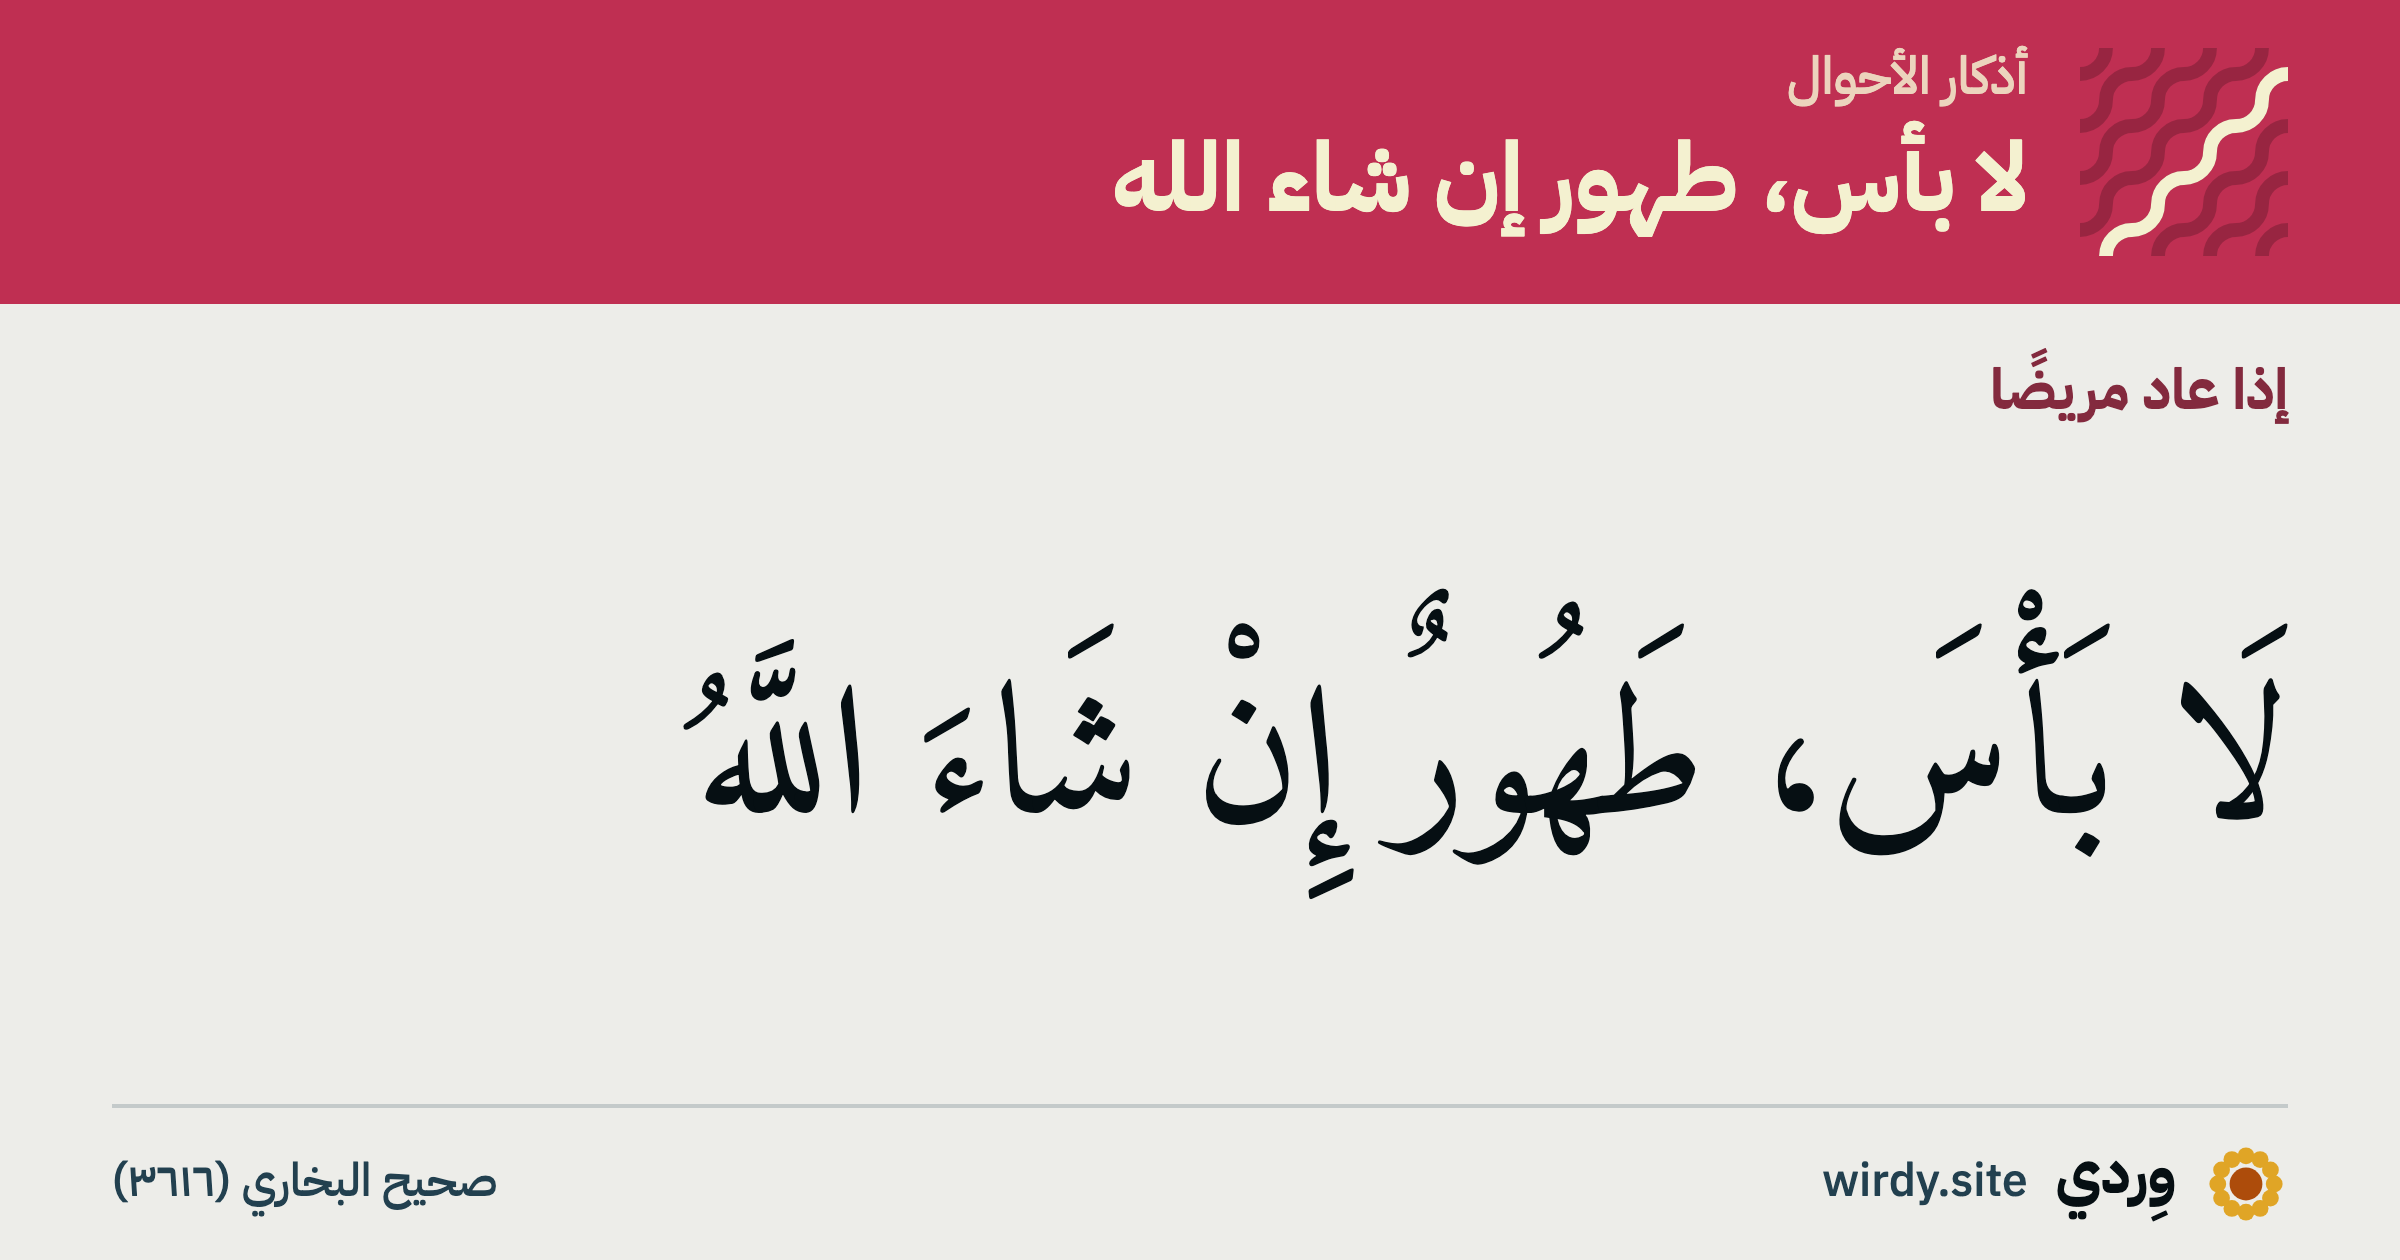 أذكار الأحوال
لا بأس، طهور إن شاء الله
إذا عاد مريضًا
لَا بَأْسَ، طَهُورٌ إِنْ شَاءَ اللَّهُ
وِردي wirdy.site
صحيح البخاري (٣٦١٦)